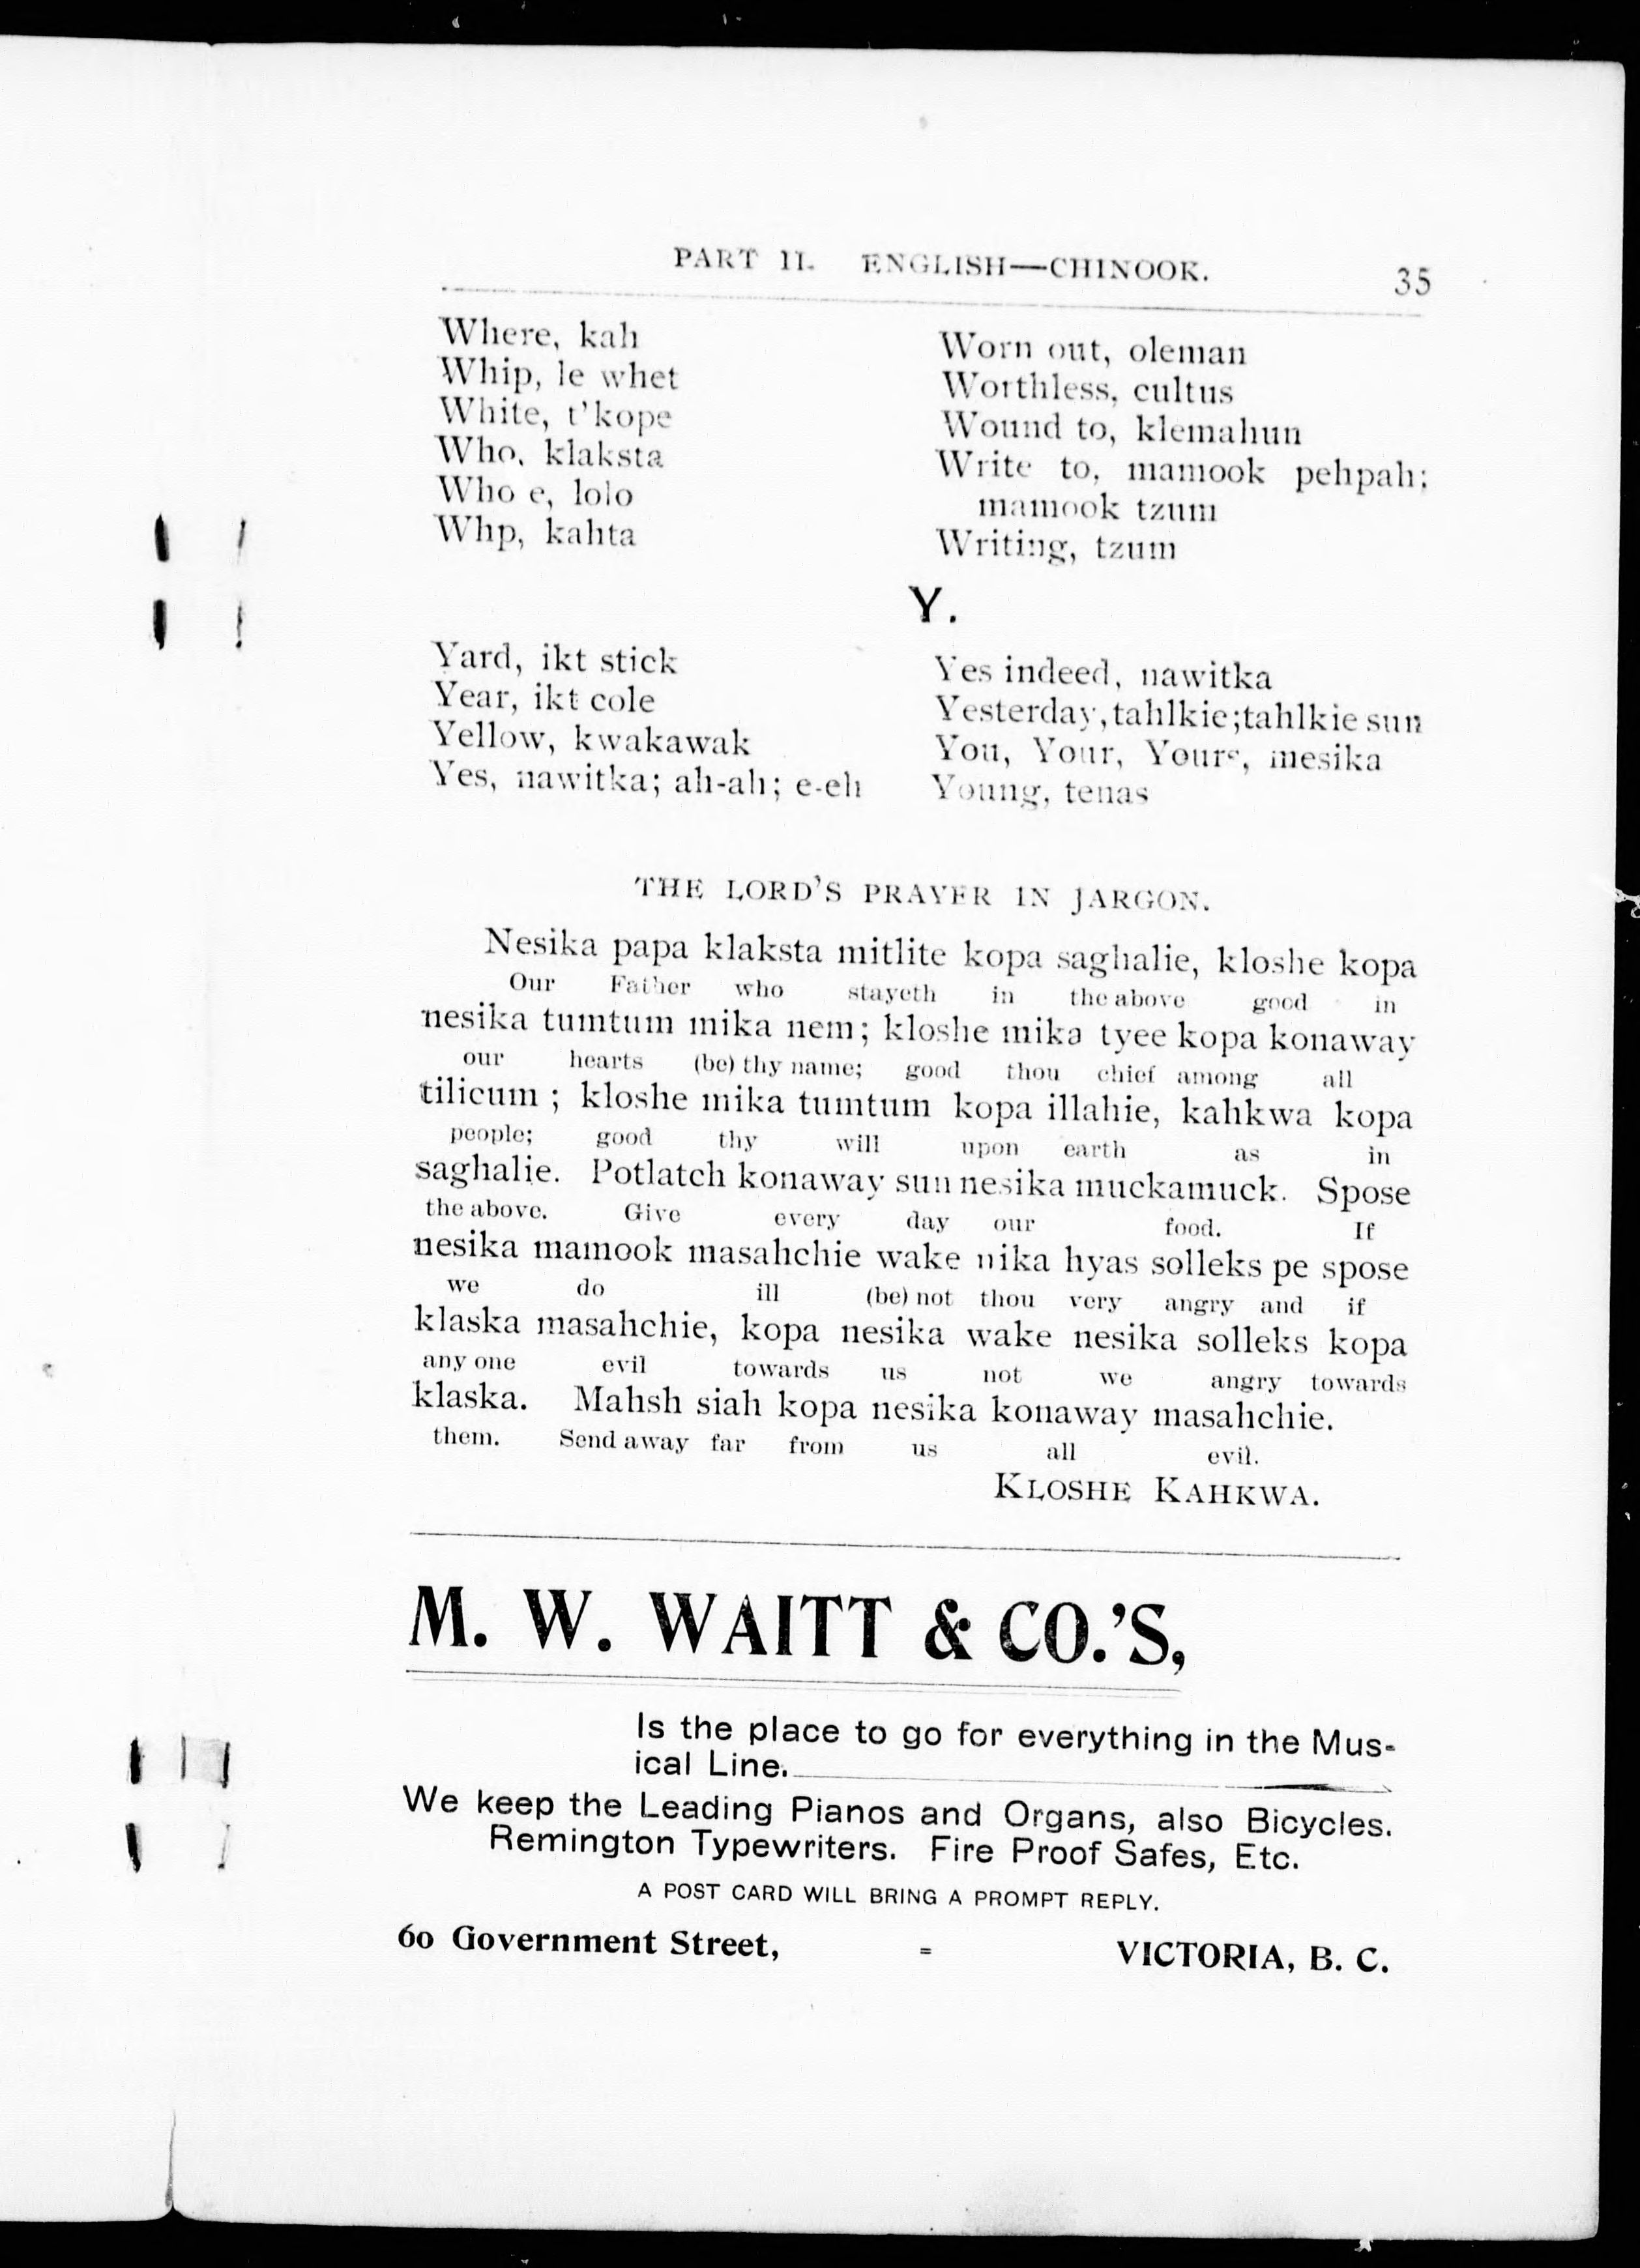 PART II. ENGLISH—CHINOOK. 35
Where, kah
Whip, le whet
White, t'kope
Who, klaksta
Who e, lolo
Whp, kahta
Worn out, oleman
Worthless, cultus
Wound to, klemahun
Write to, mamook pehpah;
mamook tzum
Writing, tzum
Y.
Yard, ikt stick
Year, ikt cole
Yellow, kwakawak
Yes, nawitka; ah-ah; e-eh
Yes indeed, nawitka
Yesterday, tahlkie; tahlkie sun
You, Your, Yours, mesika
Young, tenas
THE LORD'S PRAYER IN JARGON.
Nesika papa klaksta mitlite kopa saghalie, kloshe kopa
Our Father who stayeth in the above good in
nesika tumtum mika nem; kloshe mika tyee kopa konaway
our hearts (be) thy name; good thou chief among all
tilicum ; kloshe mika tumtum kopa illahie, kahkwa kopa
people; good thy will upon earth as in
saghalie. Potlatch konaway sun nesika muckamuck. Spose
the above. Give every day our food. If
nesika mamook masahchie wake nika hyas solleks pe spose
we do ill (be) not thou very angry and if
klaska masahchie, kopa nesika wake nesika solleks kopa
any one evil towards us not we angry towards
klaska. Mahsh siah kopa nesika konaway masahchie.
them. Send away far from us all evil.
KLOSHE KAHKWA.
M. W. WAITT & CO.'S,
Is the place to go for everything in the Mus-
ical Line.
We keep the Leading Pianos and Organs, also Bicycles.
Remington Typewriters. Fire Proof Safes, Etc.
A POST CARD WILL BRING A PROMPT REPLY.
60 Government Street, = VICTORIA, B. C.